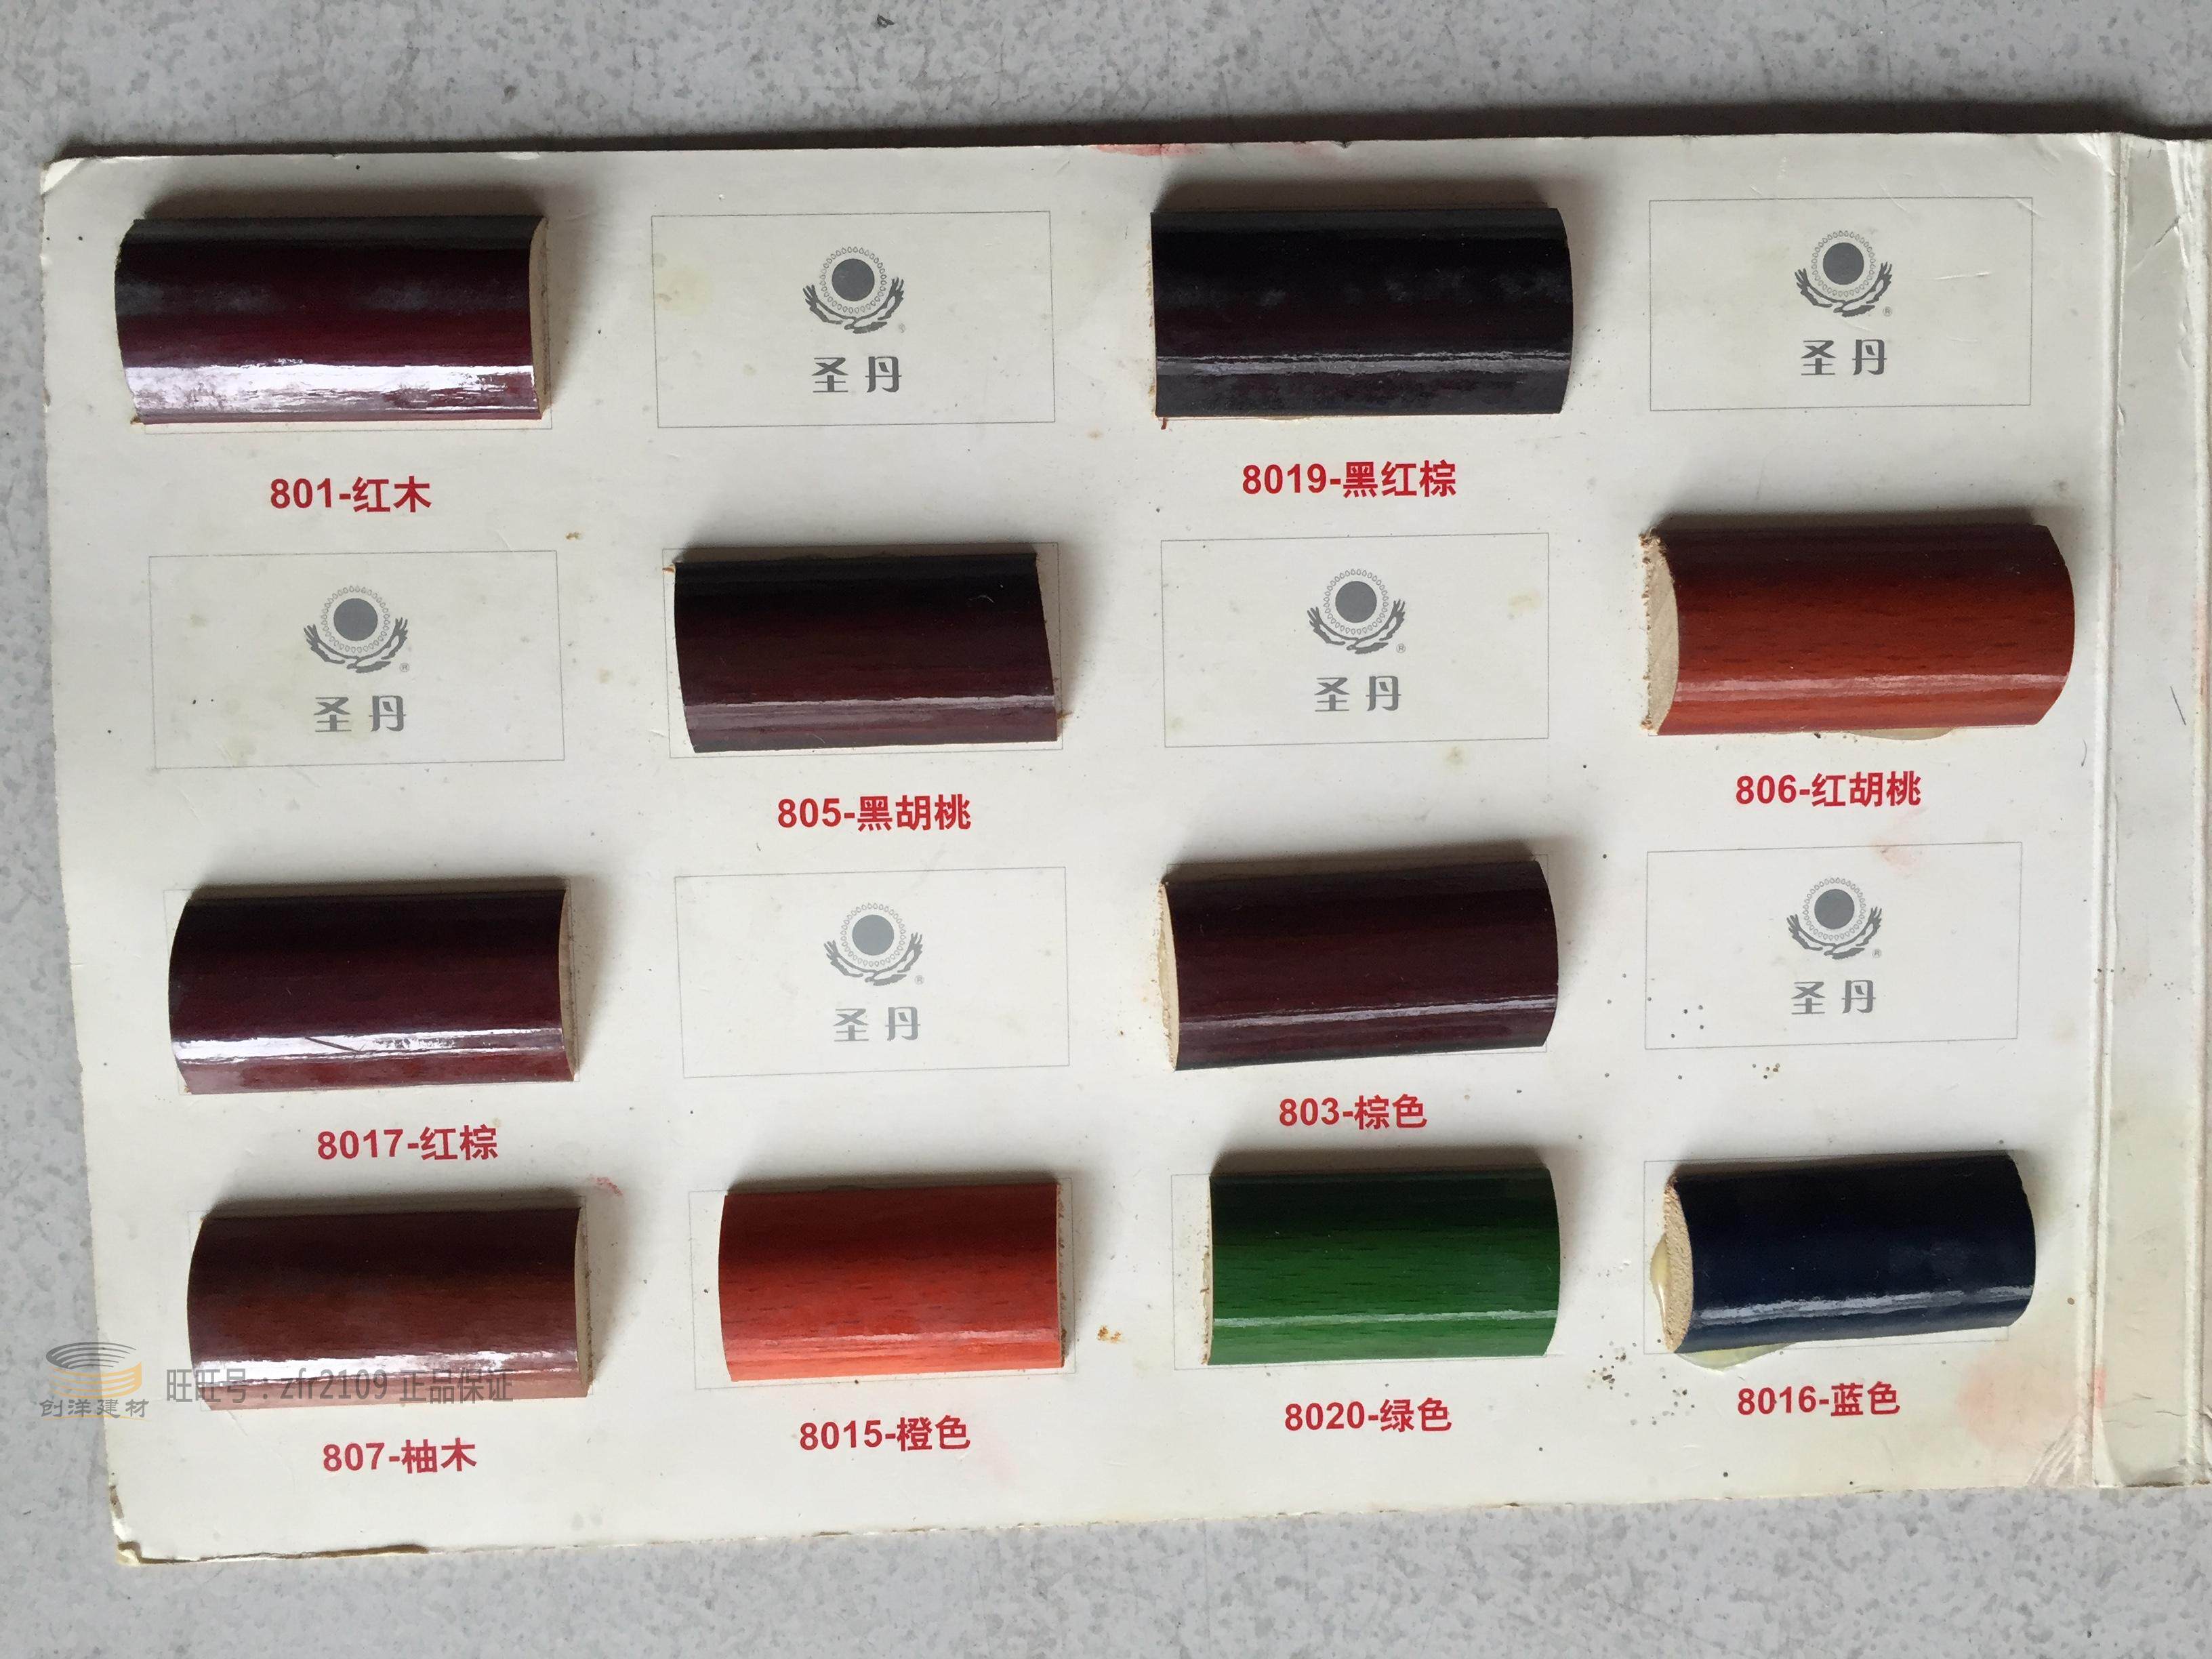 圣丹
圣丹
801-红木
8019-黑红棕
圣丹
圣丹
805-黑胡桃
806-红胡桃
圣丹
圣丹
8017-红棕
803-棕色
807-柚木
8015-橙色
8020-绿色
8016-蓝色
创洋建材
旺旺号：zfr2109 正品保证